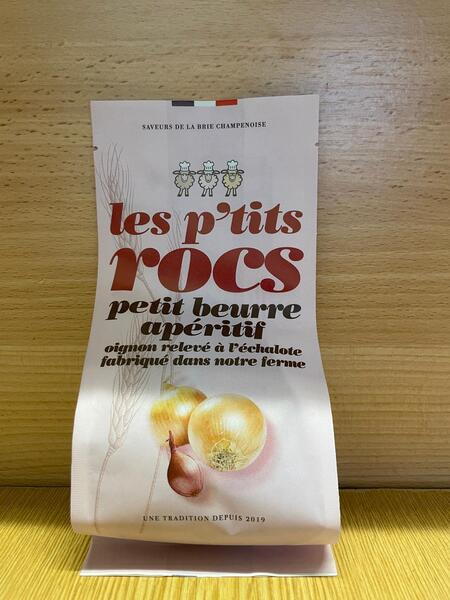 SAVEURS DE LA BRIE CHAMPENOISE
les p'tits
rocs
petit beurre
apéritif
oignon relevé à l'échalote
fabriqué dans notre ferme
UNE TRADITION DEPUIS 2019